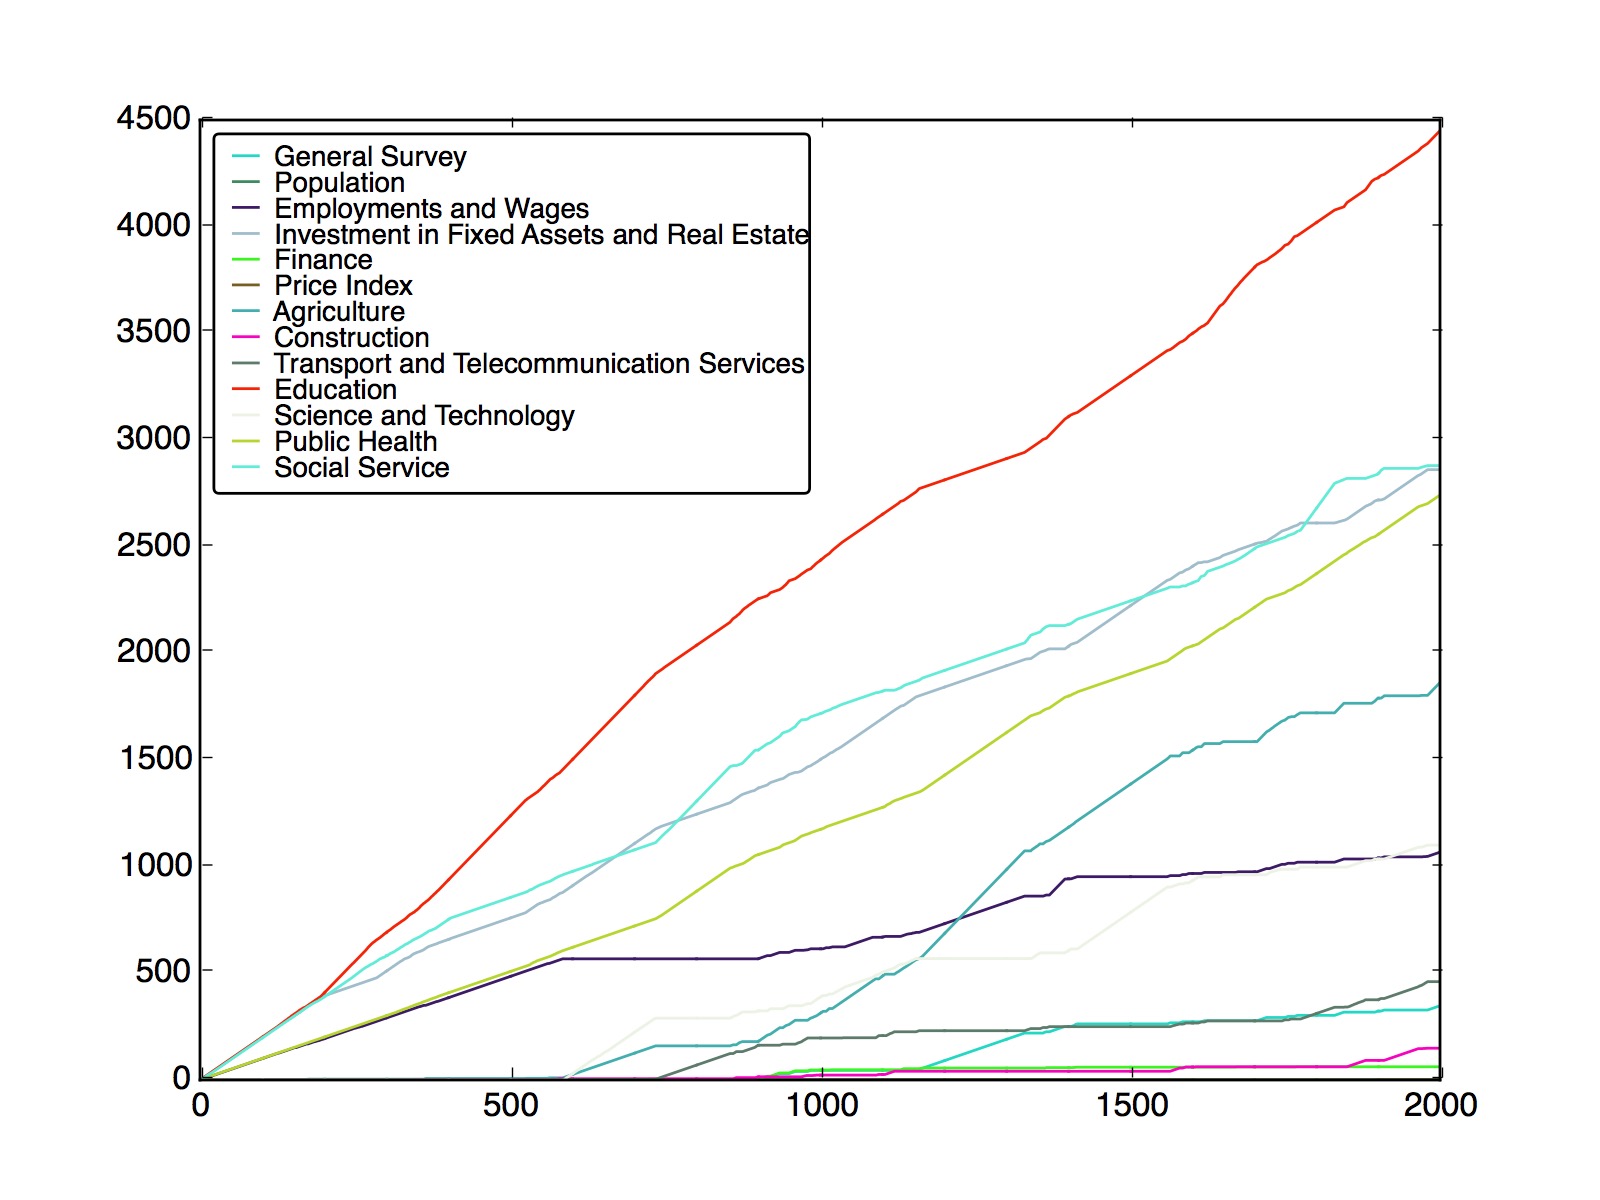 4500
4000
3500
3000
2500
2000
1500
1000
500
0
General Survey
Population
Employments and Wages
Investment in Fixed Assets and Real Estate
Finance
Price Index
Agriculture
Construction
Transport and Telecommunication Services
Education
Science and Technology
Public Health
Social Service
0 500 1000 1500 2000